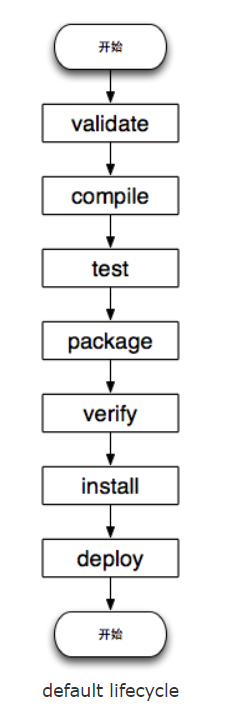 开始
validate
compile
test
package
verify
install
deploy
开始
default lifecycle